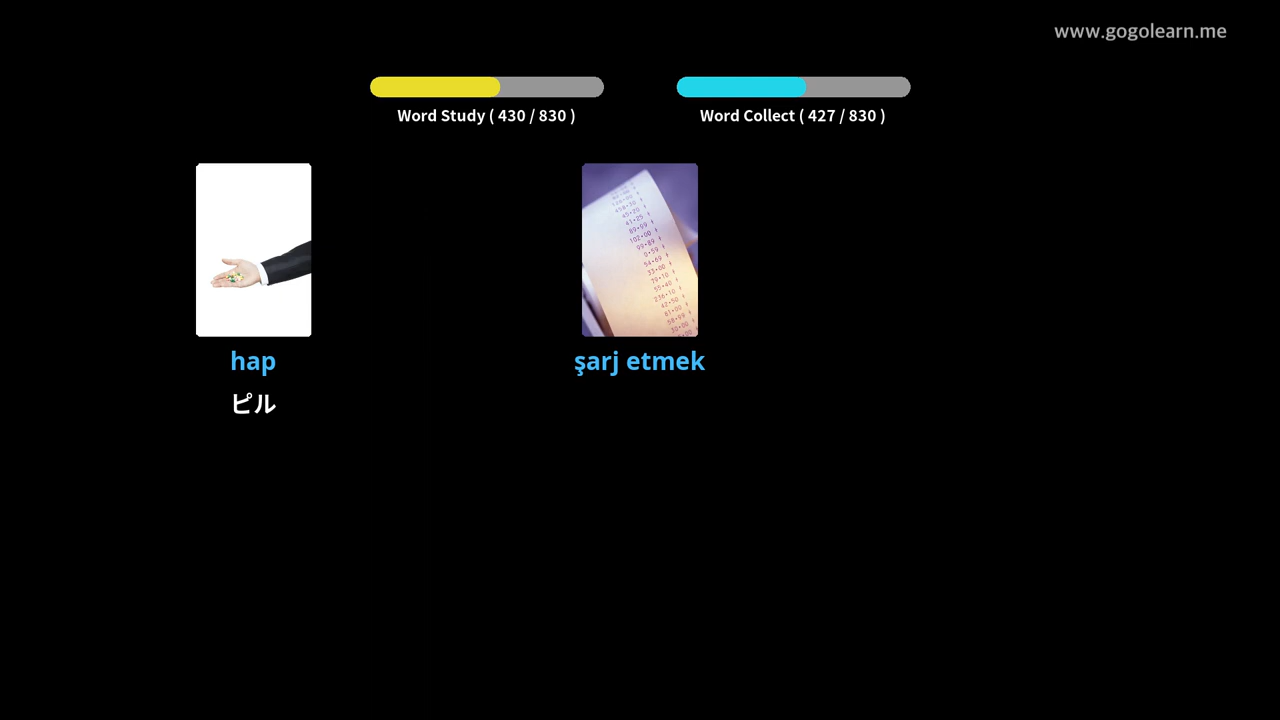 www.gogolearn.me
Word Study ( 430 / 830 )
Word Collect ( 427 / 830 )
hap
şarj etmek
ピル